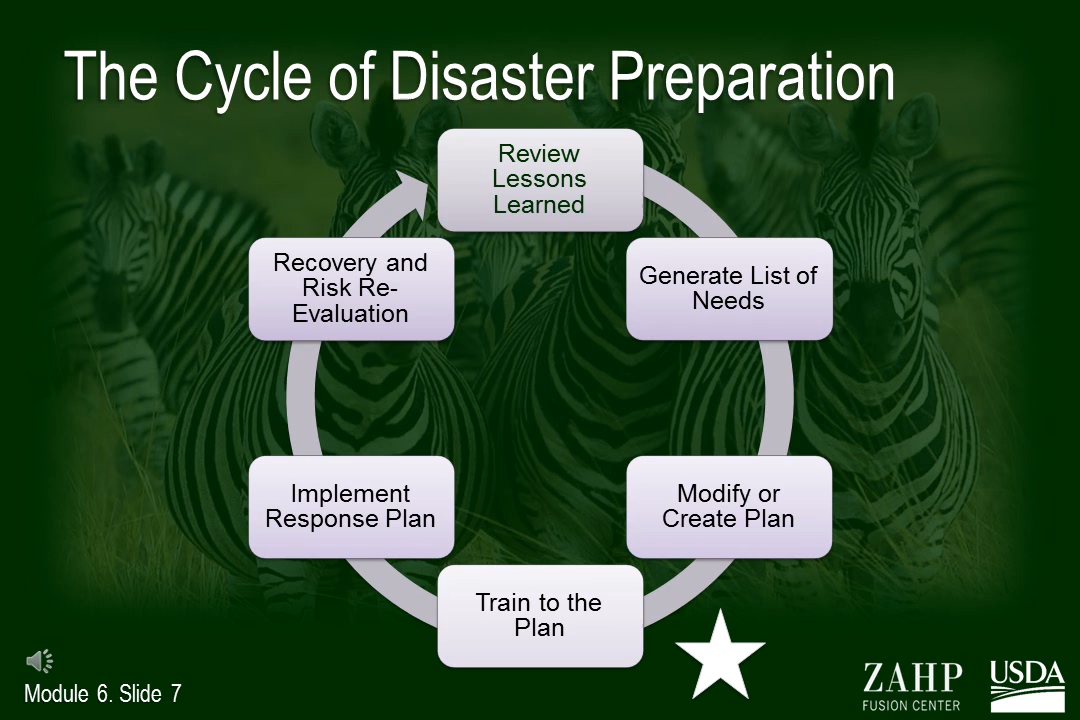 The Cycle of Disaster Preparation
Review
Lessons
Learned
Generate List of
Needs
Modify or
Create Plan
Train to the
Plan
Implement
Response Plan
Recovery and
Risk Re-
Evaluation
Module 6. Slide 7
ZAHP
FUSION CENTER
USDA